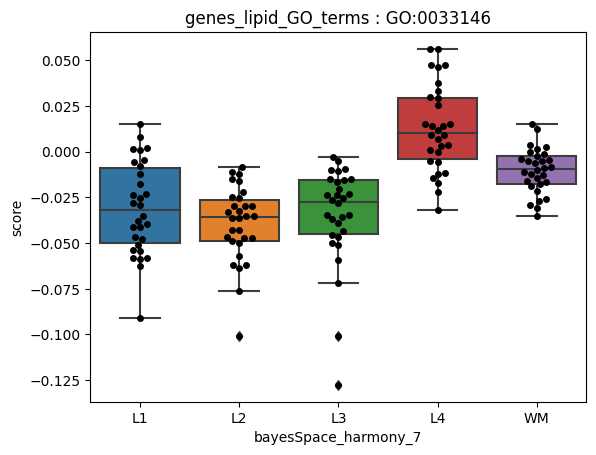 genes_lipid_GO_terms : GO:0033146
0.050
0.025
0.000
−0.025
−0.050
−0.075
−0.100
−0.125
score
L1 L2 L3 L4 WM
bayesSpace_harmony_7